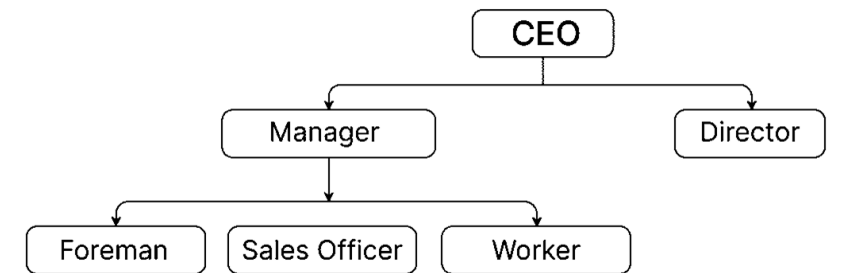 CEO
Manager
Director
Foreman
Sales Officer
Worker